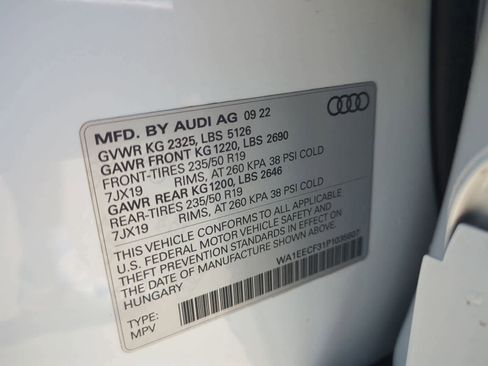 MFD. BY AUDI AG 09 22
GVWR KG 2325, LBS 5126
GAWR FRONT KG 1220, LBS 2690
FRONT-TIRES 235/50 R19
7JX19 RIMS, AT 260 KPA 38 PSI COLD
GAWR REAR KG 1200, LBS 2646
REAR-TIRES 235/50 R19
7JX19 RIMS, AT 260 KPA 38 PSI COLD
THIS VEHICLE CONFORMS TO ALL APPLICABLE
U.S. FEDERAL MOTOR VEHICLE SAFETY AND
THEFT PREVENTION STANDARDS IN EFFECT ON
THE DATE OF MANUFACTURE SHOWN ABOVE.
HUNGARY
WA1EECF31P1035607
TYPE:
MPV